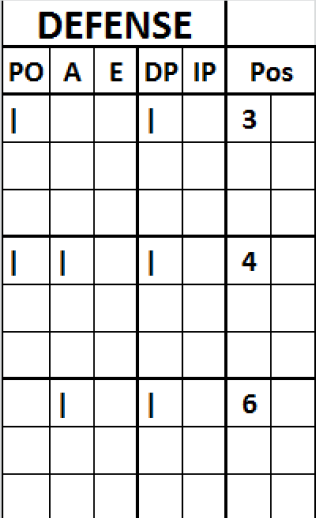 DEFENSE
PO A E DP IP Pos
| | 3
| | | 4
| | 6